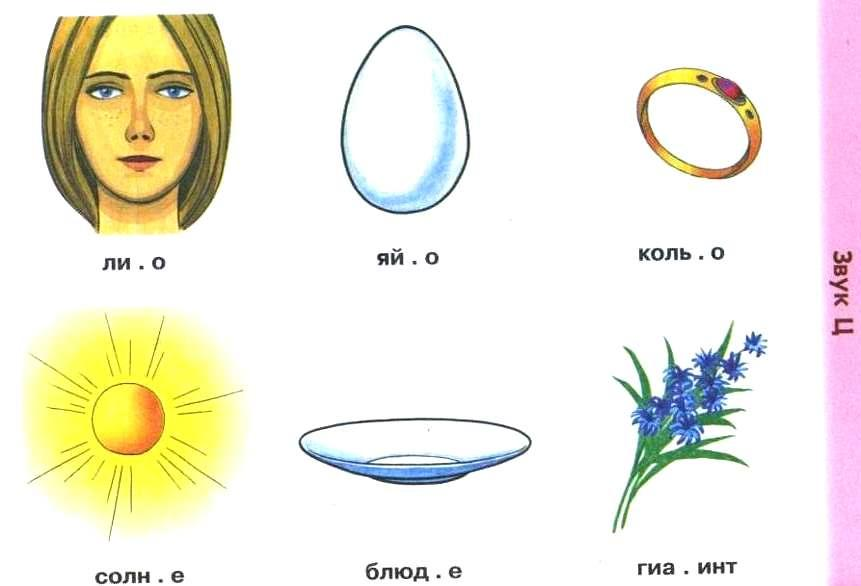 ли . о
яй . о
коль . о
солн . е
блюд . е
гиа . инт
Звук Ц